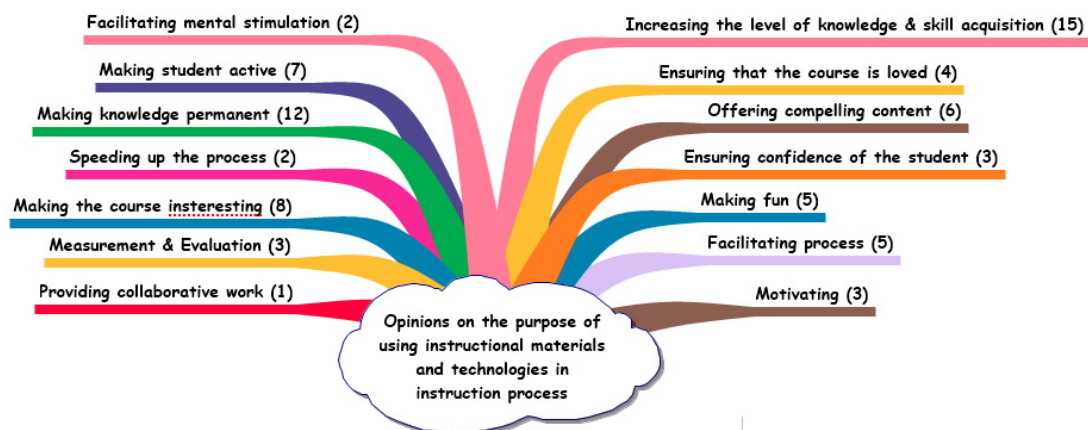 Facilitating mental stimulation (2)
Making student active (7)
Making knowledge permanent (12)
Speeding up the process (2)
Making the course insteresting (8)
Measurement & Evaluation (3)
Providing collaborative work (1)
Increasing the level of knowledge & skill acquisition (15)
Ensuring that the course is loved (4)
Offering compelling content (6)
Ensuring confidence of the student (3)
Making fun (5)
Facilitating process (5)
Motivating (3)
Opinions on the purpose of
using instructional materials
and technologies in
instruction process